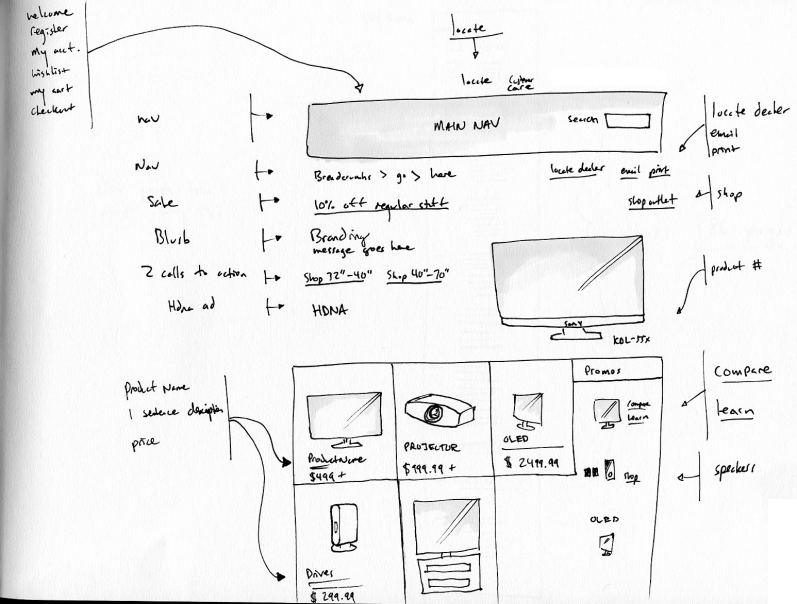 welcome
register
my acct.
wishlist
my cart
checkout
locate
locate customer care
nav
MAIN NAV
search
locate dealer
email
print
Nav
Breadcrumbs > go > here
locate dealer email print
Sale
10% off regular stuff
shop outlet
shop
Blurb
Branding
message goes here
2 calls to action
Shop 72"-40" Shop 40"-70"
Hdna ad
HDNA
product #
SONY
KDL-55x
Product Name
1 sentence description
price
Promos
Compare
Learn
compare
learn
ProductName
$499 +
PROJECTOR
$999.99 +
OLED
$ 2499.99
shop
speakers
OLED
Drives
$ 299.99